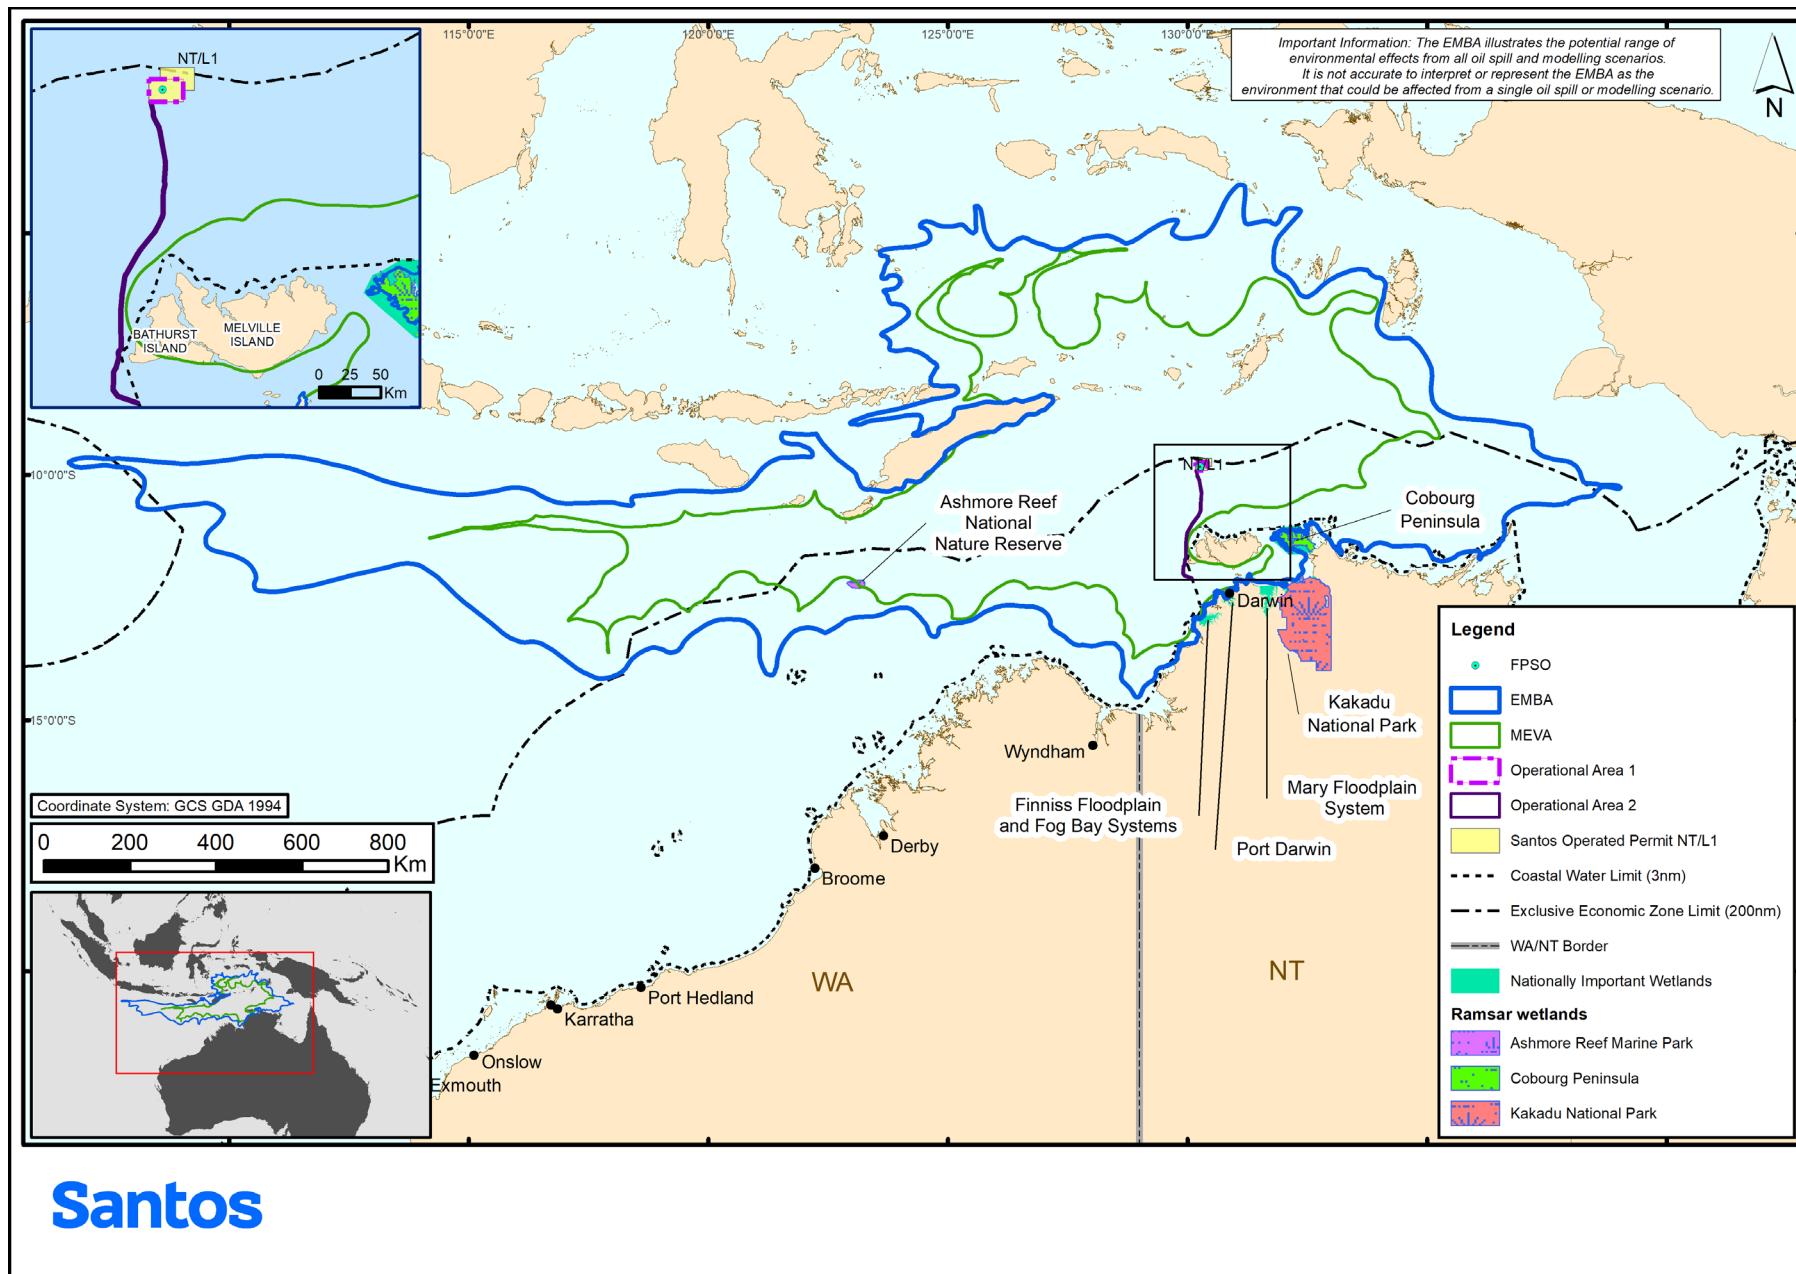 115°0'0"E
120°0'0"E
125°0'0"E
130°0'0"E
Important Information: The EMBA illustrates the potential range of
environmental effects from all oil spill and modelling scenarios.
It is not accurate to interpret or represent the EMBA as the
environment that could be affected from a single oil spill or modelling scenario.
N
NT/L1
BATHURST
ISLAND
MELVILLE
ISLAND
0 25 50
Km
10°0'0"S
NT/L1
Ashmore Reef
National
Nature Reserve
Cobourg
Peninsula
Darwin
15°0'0"S
Kakadu
National Park
Wyndham
Mary Floodplain
System
Finniss Floodplain
and Fog Bay Systems
Port Darwin
Coordinate System: GCS GDA 1994
0 200 400 600 800
Km
Derby
Broome
WA
NT
Port Hedland
Karratha
Onslow
Exmouth
Legend
FPSO
EMBA
MEVA
Operational Area 1
Operational Area 2
Santos Operated Permit NT/L1
Coastal Water Limit (3nm)
Exclusive Economic Zone Limit (200nm)
WA/NT Border
Nationally Important Wetlands
Ramsar wetlands
Ashmore Reef Marine Park
Cobourg Peninsula
Kakadu National Park
Santos